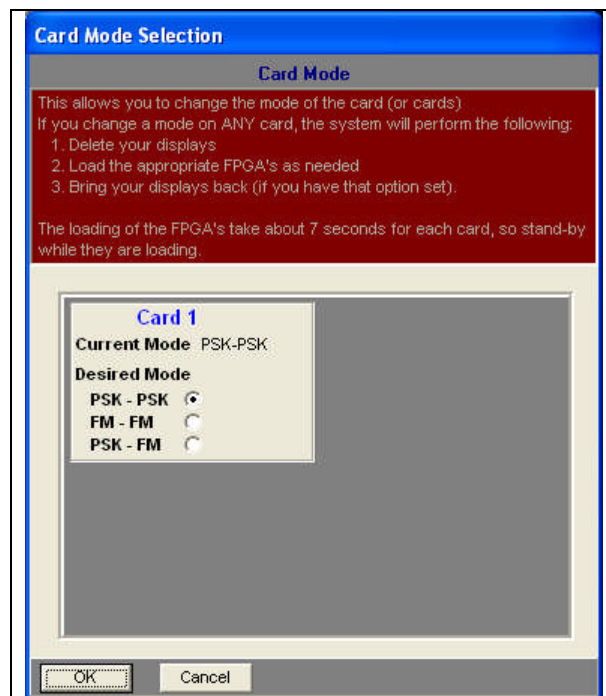 Card Mode Selection
Card Mode
This allows you to change the mode of the card (or cards)
If you change a mode on ANY card, the system will perform the following:
1. Delete your displays
2. Load the appropriate FPGA's as needed
3. Bring your displays back (if you have that option set).
The loading of the FPGA's take about 7 seconds for each card, so stand-by
while they are loading.
Card 1
Current Mode PSK-PSK
Desired Mode
PSK - PSK
FM - FM
PSK - FM
OK Cancel